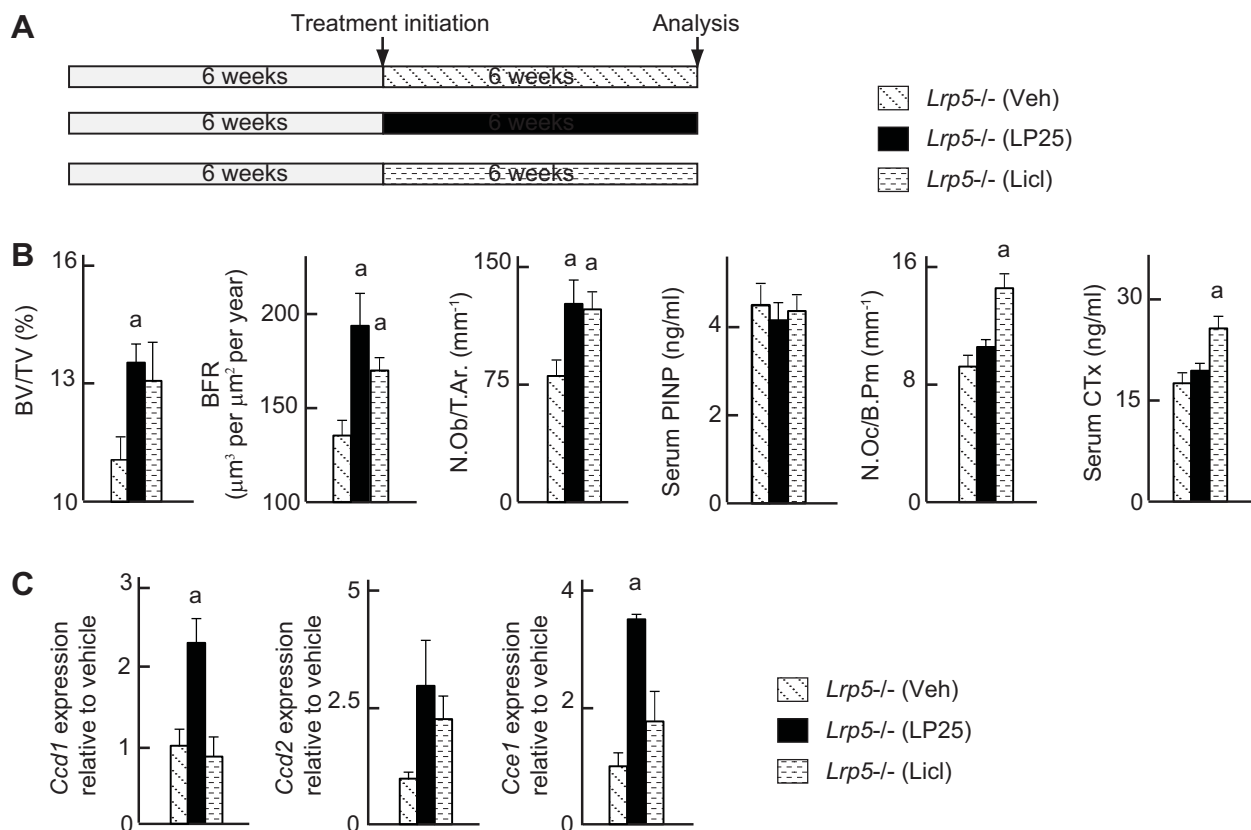 A
Treatment initiation
Analysis
6 weeks
6 weeks
6 weeks
6 weeks
6 weeks
6 weeks
Lrp5-/- (Veh)
Lrp5-/- (LP25)
Lrp5-/- (Licl)
B
BV/TV (%)
16
13
10
a
BFR
(μm³ per μm² per year)
200
150
100
a
a
N.Ob/T.Ar. (mm⁻¹)
150
75
0
a
a
Serum PINP (ng/ml)
4
2
0
N.Oc/B.Pm (mm⁻¹)
16
8
0
a
Serum CTx (ng/ml)
30
15
0
a
C
Ccd1 expression
relative to vehicle
3
2
1
0
a
Ccd2 expression
relative to vehicle
5
2.5
0
Cce1 expression
relative to vehicle
4
2
0
a
Lrp5-/- (Veh)
Lrp5-/- (LP25)
Lrp5-/- (Licl)